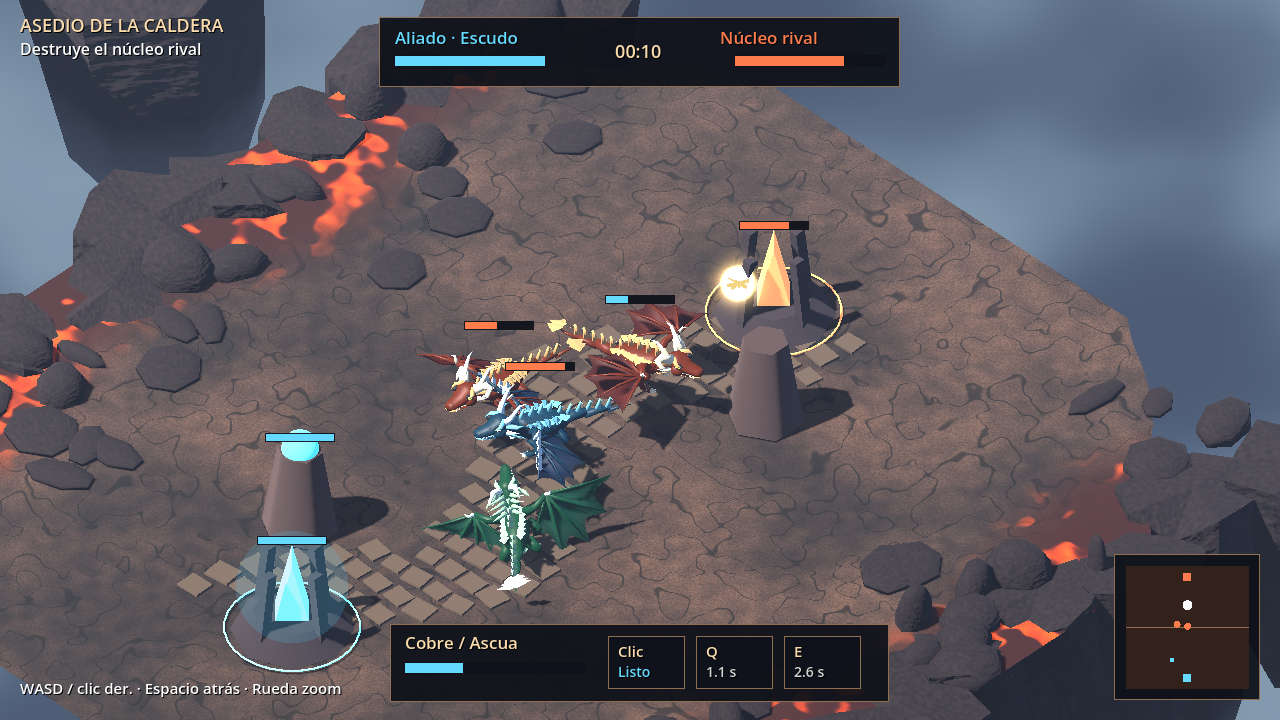 ASEDIO DE LA CALDERA
Destruye el núcleo rival
Aliado · Escudo
00:10
Núcleo rival
Cobre / Ascua
Clic
Listo
Q
1.1 s
E
2.6 s
WASD / clic der. · Espacio atrás · Rueda zoom